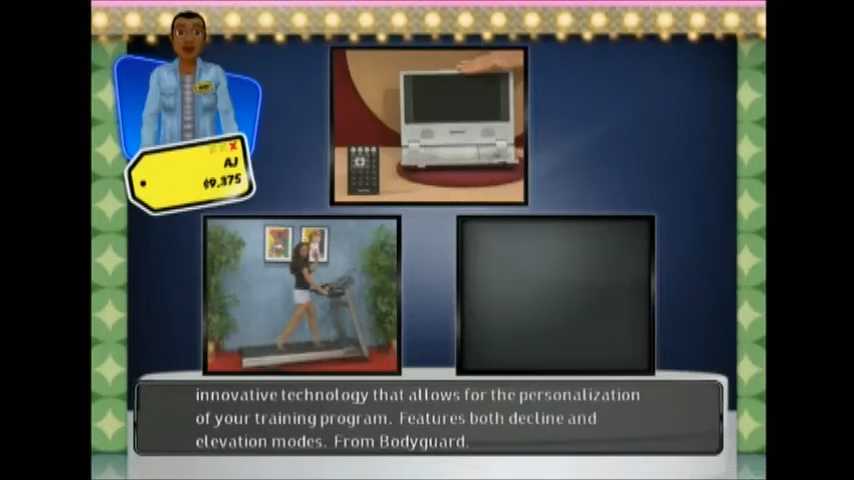 AJ
$9,375
innovative technology that allows for the personalization
of your training program. Features both decline and
elevation modes. From Bodyguard.